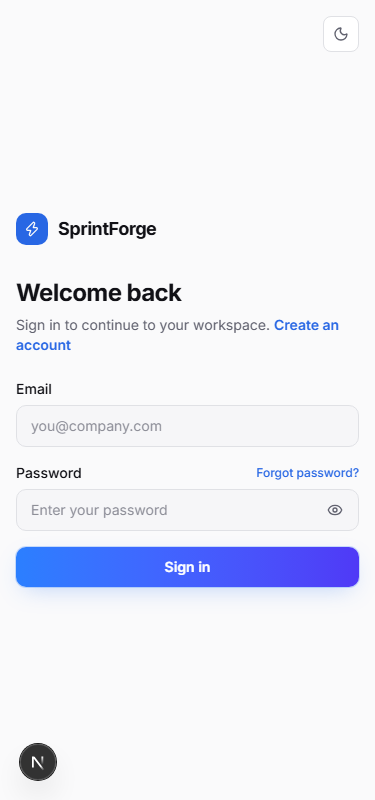 SprintForge
Welcome back
Sign in to continue to your workspace. Create an
account
Email
you@company.com
Password Forgot password?
Enter your password
Sign in
N